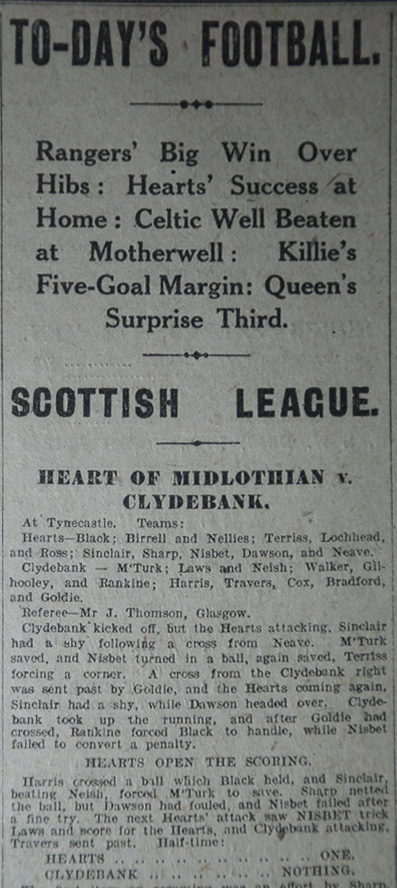 TO-DAY'S FOOTBALL.
Rangers' Big Win Over
Hibs: Hearts' Success at
Home: Celtic Well Beaten
at Motherwell: Killie's
Five-Goal Margin: Queen's
Surprise Third.
SCOTTISH LEAGUE.
HEART OF MIDLOTHIAN v.
CLYDEBANK.
At Tynecastle. Teams:
Hearts—Black; Birrell and Nellies; Terriss, Lochhead,
and Ross; Sinclair, Sharp, Nisbet, Dawson, and Neave.
Clydebank — M'Turk; Laws and Neish; Walker, Gil-
hooley, and Rankine; Harris, Travers, Cox, Bradford,
and Goldie.
Referee—Mr J. Thomson, Glasgow.
Clydebank kicked off, but the Hearts attacking, Sinclair
had a shy following a cross from Neave. M'Turk
saved, and Nisbet turned in a ball, again saved, Terriss
forcing a corner. A cross from the Clydebank right
was sent past by Goldie, and the Hearts coming again,
Sinclair had a shy, while Dawson headed over. Clyde-
bank took up the running, and after Goldie had
crossed, Rankine forced Black to handle, while Nisbet
failed to convert a penalty.
HEARTS OPEN THE SCORING.
Harris crossed a ball which Black held, and Sinclair,
beating Neish, forced M'Turk to save. Sharp netted
the ball, but Dawson had fouled, and Nisbet failed after
a fine try. The next Hearts' attack saw NISBET trick
Laws and score for the Hearts, and Clydebank attacking,
Travers sent past. Half-time:
HEARTS .. .. .. .. .. .. .. .. .. .. ONE.
CLYDEBANK .. .. .. .. .. .. .. NOTHING.